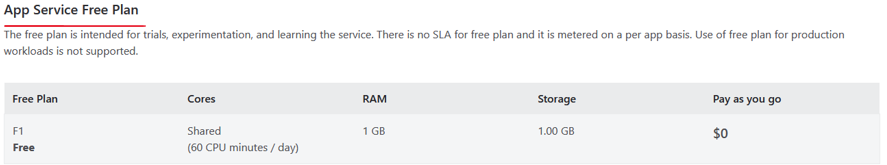 App Service Free Plan
The free plan is intended for trials, experimentation, and learning the service. There is no SLA for free plan and it is metered on a per app basis. Use of free plan for production
workloads is not supported.
Free Plan Cores RAM Storage Pay as you go
F1 Shared 1 GB 1.00 GB $0
Free (60 CPU minutes / day)